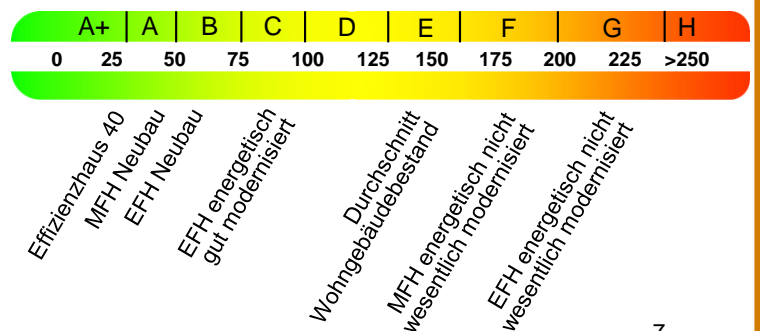 A+ A B C D E F G H
0 25 50 75 100 125 150 175 200 225 >250
Effizienzhaus 40
MFH Neubau
EFH Neubau
EFH energetisch
gut modernisiert
Durchschnitt
Wohngebäudebestand
MFH energetisch nicht
wesentlich modernisiert
EFH energetisch nicht
wesentlich modernisiert